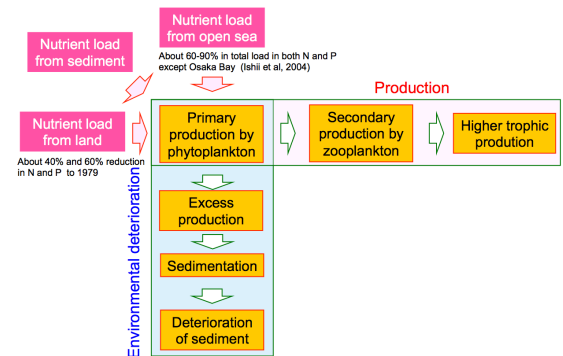 Nutrient load
from open sea
Nutrient load
from sediment
About 60-90% in total load in both N and P
except Osaka Bay  (Ishii et al, 2004)
Production
Nutrient load
from land
Primary
production by
phytoplankton
Secondary
production by
zooplankton
Higher trophic
prodution
About 40% and 60% reduction
in N and P  to 1979
Environmental deterioration
Excess
production
Sedimentation
Deterioration
of sediment